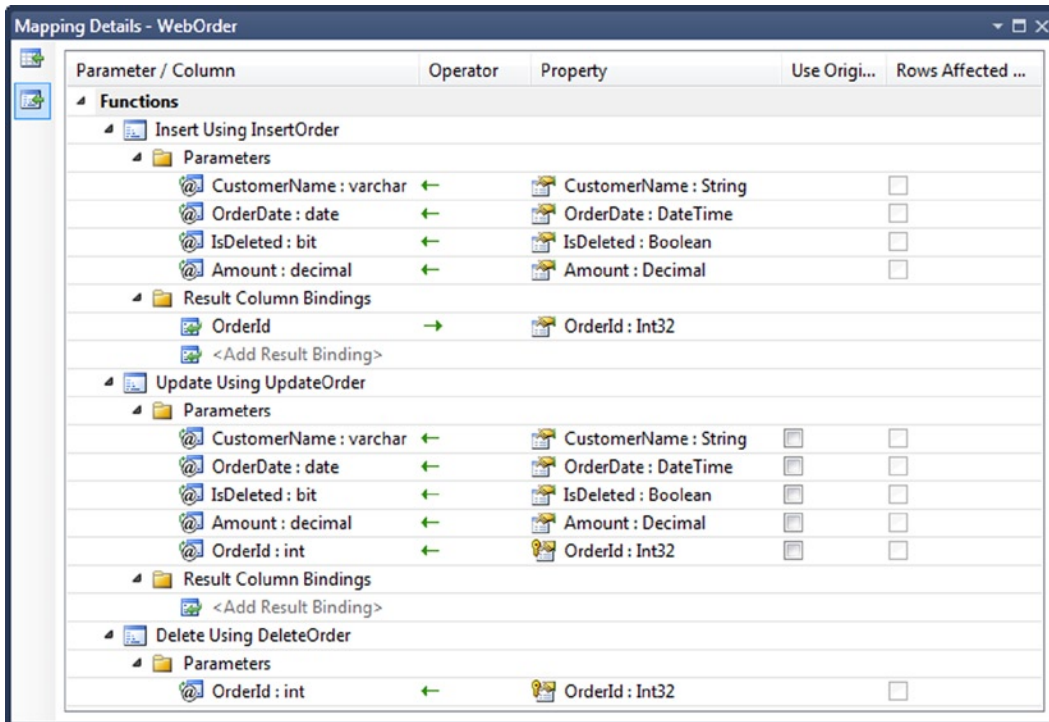 Mapping Details - WebOrder
Parameter / Column Operator Property Use Origi... Rows Affected ...
Functions
Insert Using InsertOrder
Parameters
CustomerName : varchar ← CustomerName : String
OrderDate : date ← OrderDate : DateTime
IsDeleted : bit ← IsDeleted : Boolean
Amount : decimal ← Amount : Decimal
Result Column Bindings
OrderId → OrderId : Int32
<Add Result Binding>
Update Using UpdateOrder
Parameters
CustomerName : varchar ← CustomerName : String
OrderDate : date ← OrderDate : DateTime
IsDeleted : bit ← IsDeleted : Boolean
Amount : decimal ← Amount : Decimal
OrderId : int ← OrderId : Int32
Result Column Bindings
<Add Result Binding>
Delete Using DeleteOrder
Parameters
OrderId : int ← OrderId : Int32